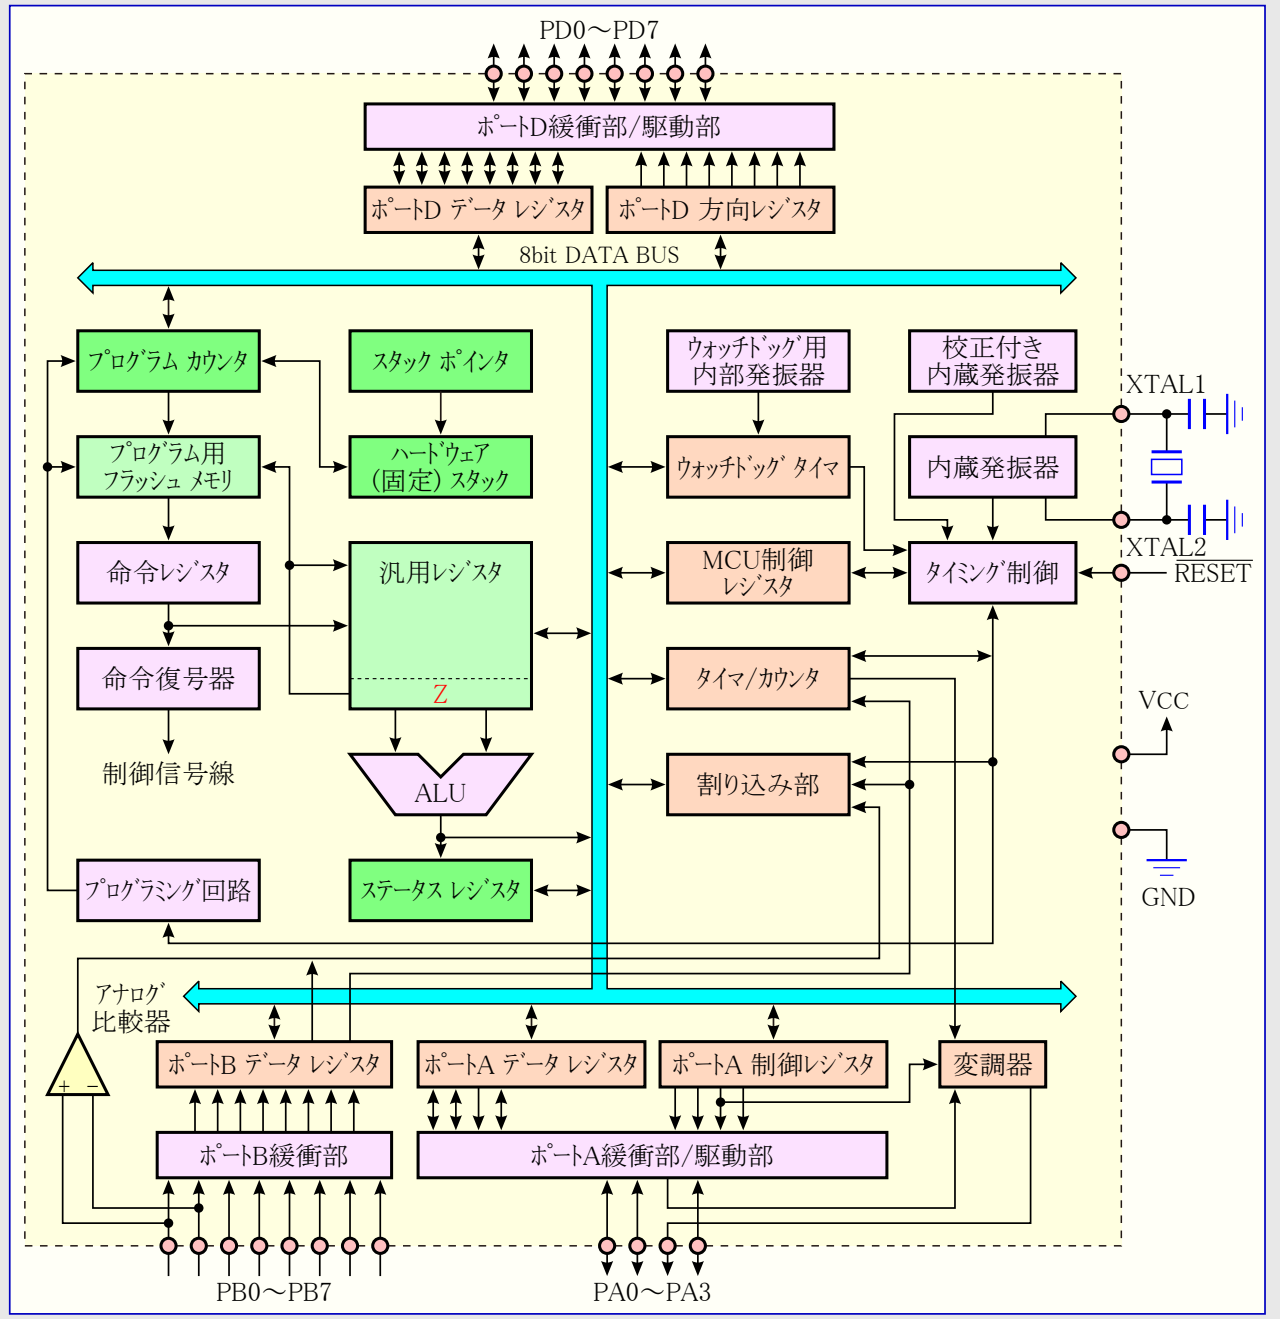 PD0～PD7
ポートD緩衝部/駆動部
ポートD データ レジスタ
ポートD 方向レジスタ
8bit DATA BUS
プログラム カウンタ
スタック ポインタ
ウォッチドッグ用
内部発振器
校正付き
内蔵発振器
XTAL1
プログラム用
フラッシュ メモリ
ハードウェア
(固定) スタック
ウォッチドッグ タイマ
内蔵発振器
XTAL2
命令レジスタ
汎用レジスタ
MCU制御
レジスタ
タイミング制御
RESET
命令復号器
Z
タイマ/カウンタ
VCC
制御信号線
ALU
割り込み部
プログラミング回路
ステータス レジスタ
GND
アナログ
比較器
ポートB データ レジスタ
ポートA データ レジスタ
ポートA 制御レジスタ
変調器
+ −
ポートB緩衝部
ポートA緩衝部/駆動部
PB0～PB7
PA0～PA3